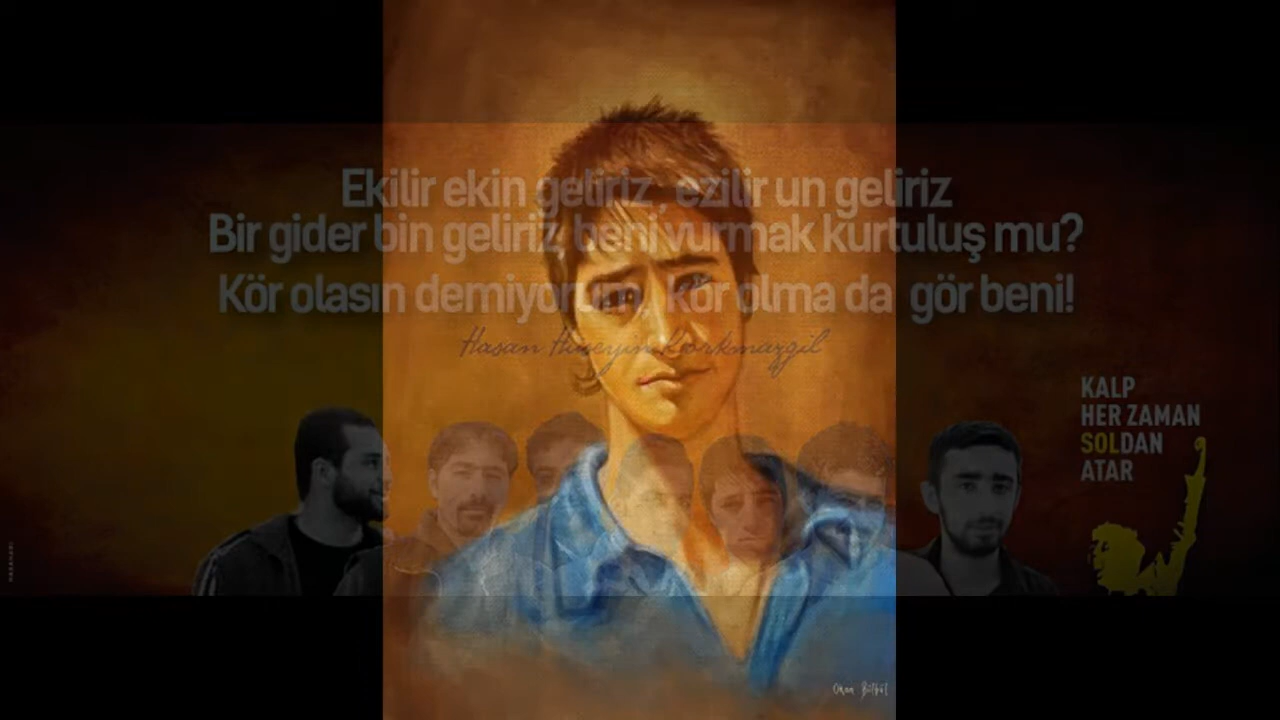 Ekilir ekin geliriz, ezilir un geliriz
Bir gider bin geliriz, beni vurmak kurtuluş mu?
Kör olasın demiyorum, kör olma da gör beni!
Hasan Hüseyin Korkmazgil
KALP
HER ZAMAN
SOLDAN
ATAR